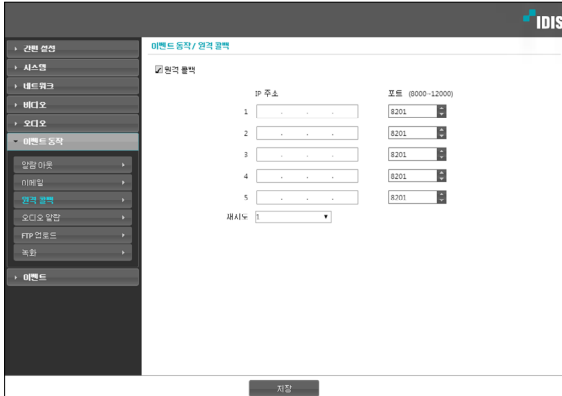 IDIS
간편 설정
시스템
네트워크
비디오
오디오
이벤트 동작
알람 아웃
이메일
원격 콜백
오디오 알람
FTP 업로드
녹화
이벤트
이벤트 동작 / 원격 콜백
원격 콜백
IP 주소 포트 (8000~12000)
1 . . . 8201
2 . . . 8201
3 . . . 8201
4 . . . 8201
5 . . . 8201
재시도 1
저장